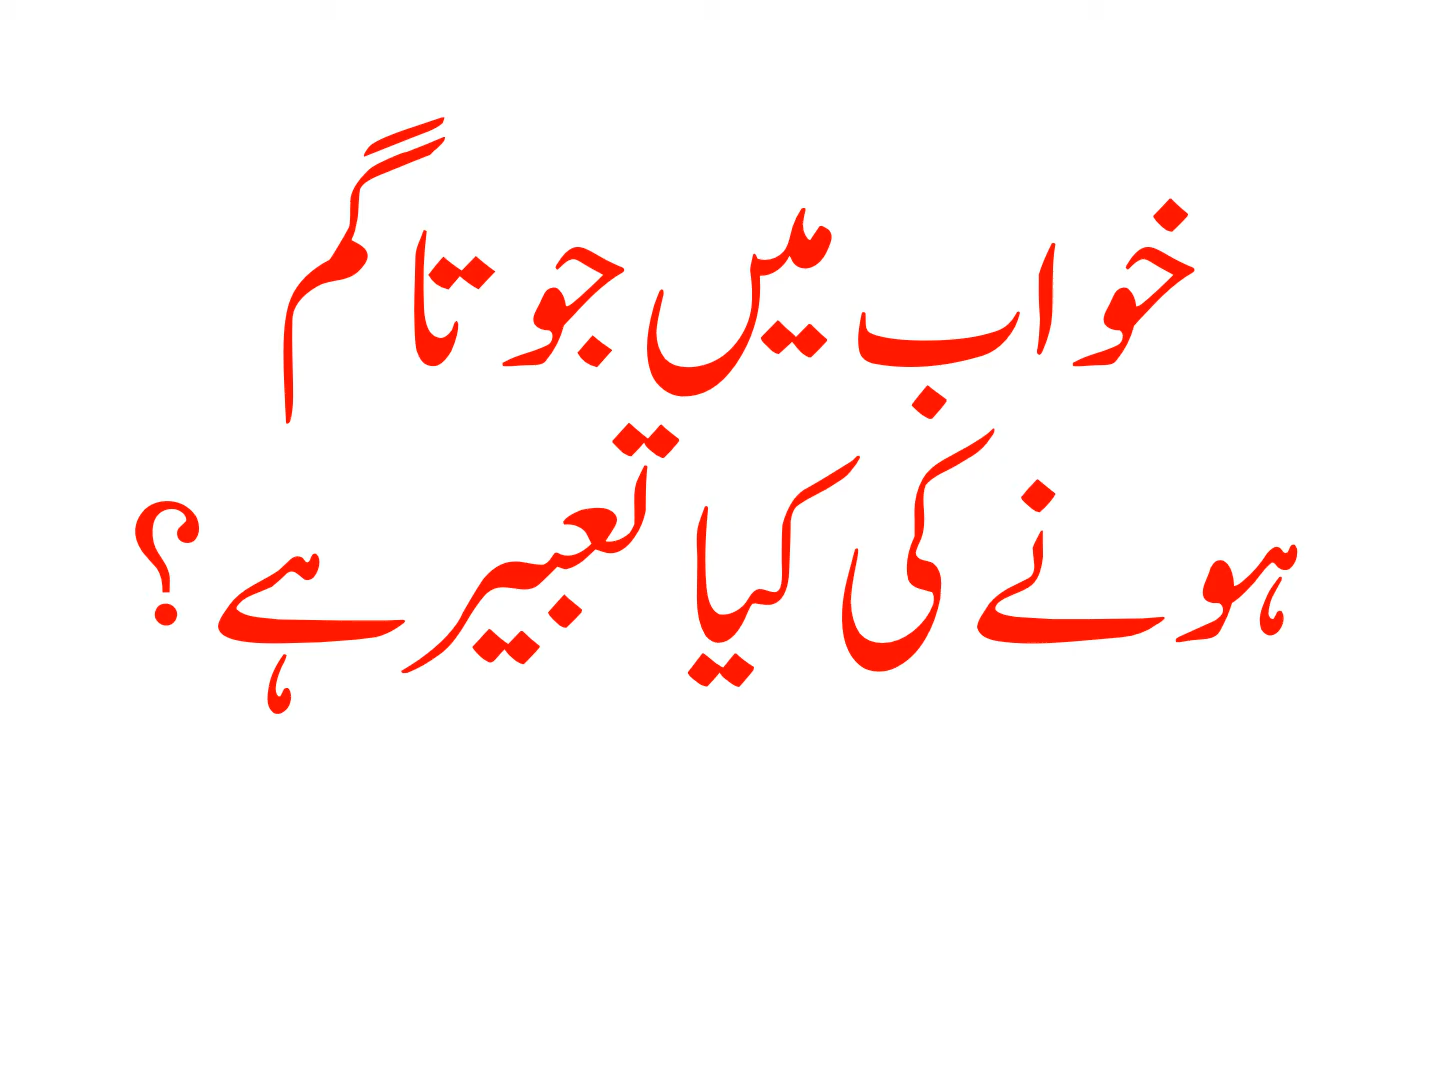 خواب میں جوتا گم
ہونے کی کیا تعبیر ہے؟